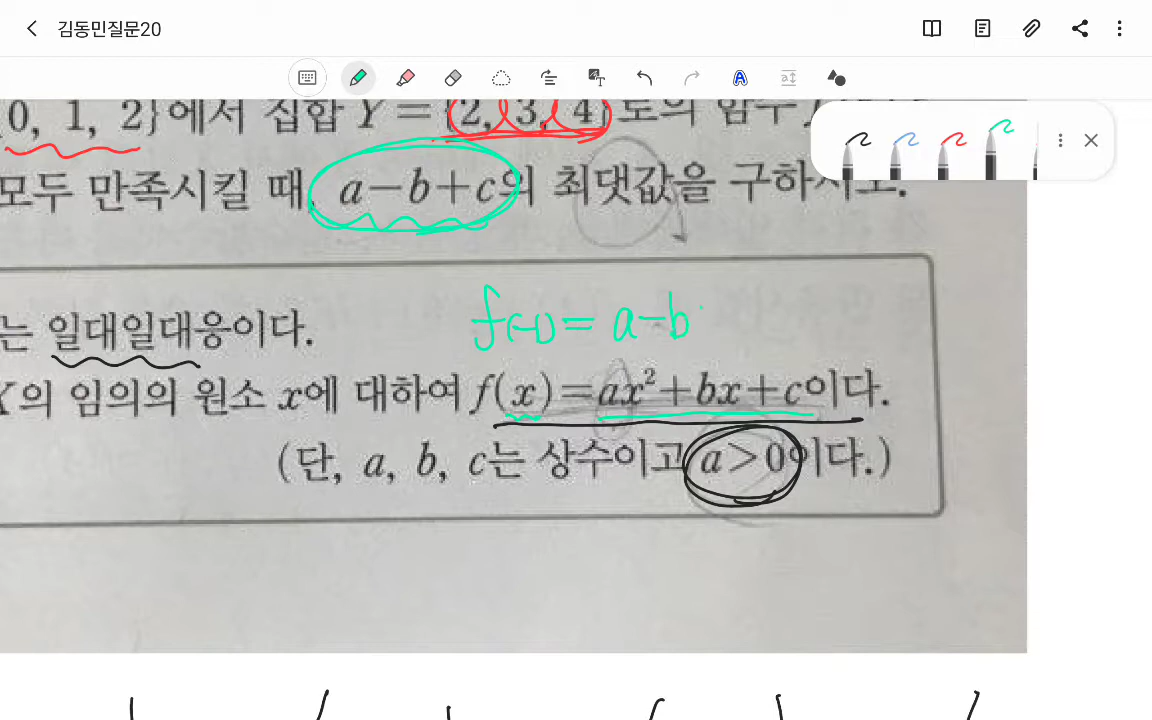 김동민질문20
0, 1, 2}에서 집합 Y={2, 3, 4}로의 함수
모두 만족시킬 때, a-b+c의 최댓값을 구하시오.
는 일대일대응이다.
f(-1)= a-b
X의 임의의 원소 x에 대하여 f(x)=ax²+bx+c이다.
(단, a, b, c는 상수이고 a>0이다.)